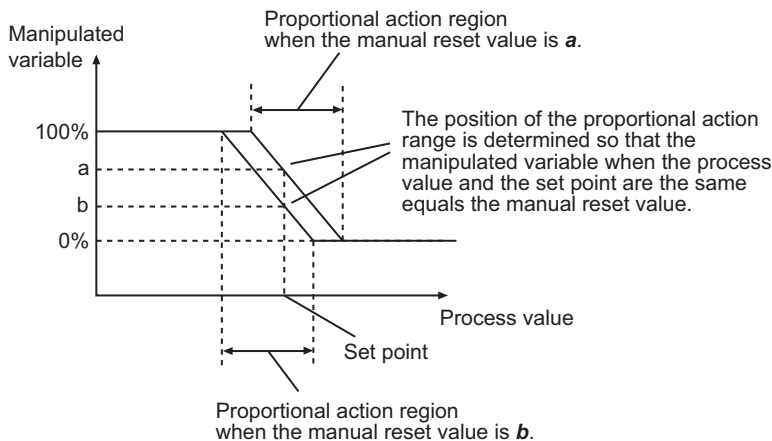 Proportional action region
when the manual reset value is a.
Manipulated
variable
The position of the proportional action
range is determined so that the
manipulated variable when the process
value and the set point are the same
equals the manual reset value.
100%
a
b
0%
Process value
Set point
Proportional action region
when the manual reset value is b.